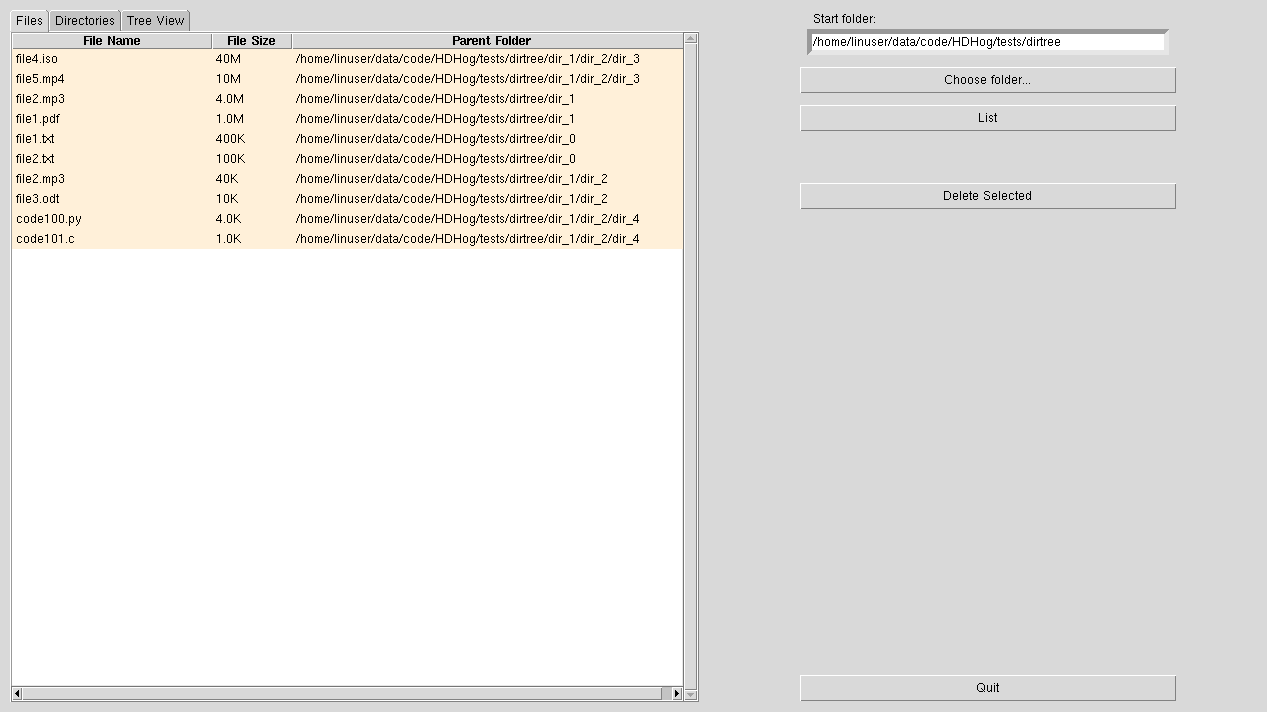 Files Directories Tree View
File Name File Size Parent Folder
file4.iso 40M /home/linuser/data/code/HDHog/tests/dirtree/dir_1/dir_2/dir_3
file5.mp4 10M /home/linuser/data/code/HDHog/tests/dirtree/dir_1/dir_2/dir_3
file2.mp3 4.0M /home/linuser/data/code/HDHog/tests/dirtree/dir_1
file1.pdf 1.0M /home/linuser/data/code/HDHog/tests/dirtree/dir_1
file1.txt 400K /home/linuser/data/code/HDHog/tests/dirtree/dir_0
file2.txt 100K /home/linuser/data/code/HDHog/tests/dirtree/dir_0
file2.mp3 40K /home/linuser/data/code/HDHog/tests/dirtree/dir_1/dir_2
file3.odt 10K /home/linuser/data/code/HDHog/tests/dirtree/dir_1/dir_2
code100.py 4.0K /home/linuser/data/code/HDHog/tests/dirtree/dir_1/dir_2/dir_4
code101.c 1.0K /home/linuser/data/code/HDHog/tests/dirtree/dir_1/dir_2/dir_4
Start folder:
/home/linuser/data/code/HDHog/tests/dirtree
Choose folder...
List
Delete Selected
Quit